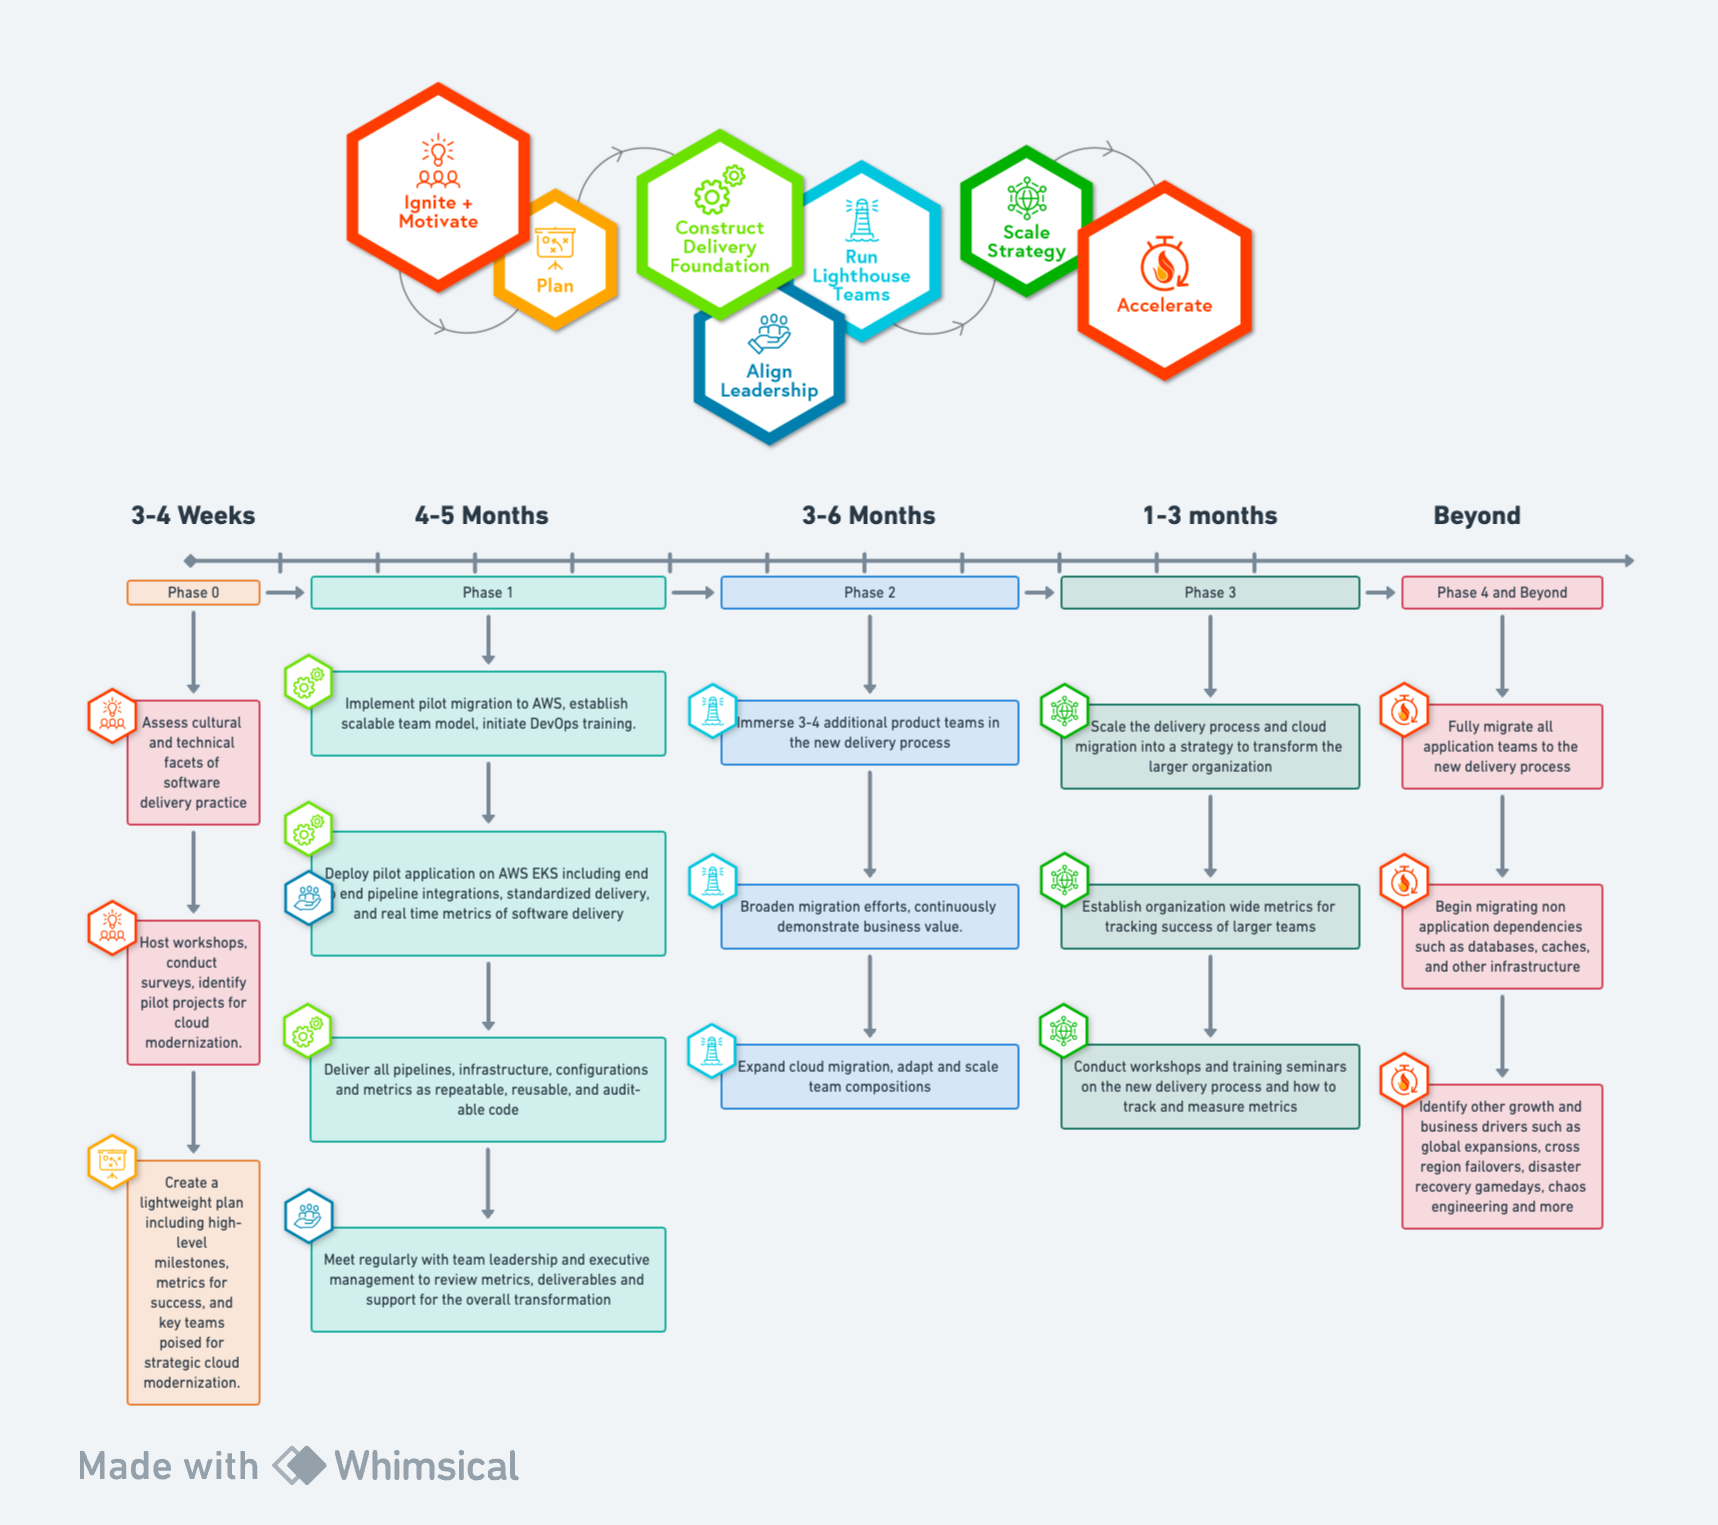 Ignite +
Motivate
Plan
Construct
Delivery
Foundation
Run
Lighthouse
Teams
Align
Leadership
Scale
Strategy
Accelerate
3-4 Weeks
4-5 Months
3-6 Months
1-3 months
Beyond
Phase 0
Phase 1
Phase 2
Phase 3
Phase 4 and Beyond
Assess cultural
and technical
facets of
software
delivery practice
Host workshops,
conduct
surveys, identify
pilot projects for
cloud
modernization.
Create a
lightweight plan
including high-
level
milestones,
metrics for
success, and
key teams
poised for
strategic cloud
modernization.
Implement pilot migration to AWS, establish
scalable team model, initiate DevOps training.
Deploy pilot application on AWS EKS including end
end pipeline integrations, standardized delivery,
and real time metrics of software delivery
Deliver all pipelines, infrastructure, configurations
and metrics as repeatable, reusable, and audit-
able code
Meet regularly with team leadership and executive
management to review metrics, deliverables and
support for the overall transformation
Immerse 3-4 additional product teams in
the new delivery process
Broaden migration efforts, continuously
demonstrate business value.
Expand cloud migration, adapt and scale
team compositions
Scale the delivery process and cloud
migration into a strategy to transform the
larger organization
Establish organization wide metrics for
tracking success of larger teams
Conduct workshops and training seminars
on the new delivery process and how to
track and measure metrics
Fully migrate all
application teams to the
new delivery process
Begin migrating non
application dependencies
such as databases, caches,
and other infrastructure
Identify other growth and
business drivers such as
global expansions, cross
region failovers, disaster
recovery gamedays, chaos
engineering and more
Made with Whimsical